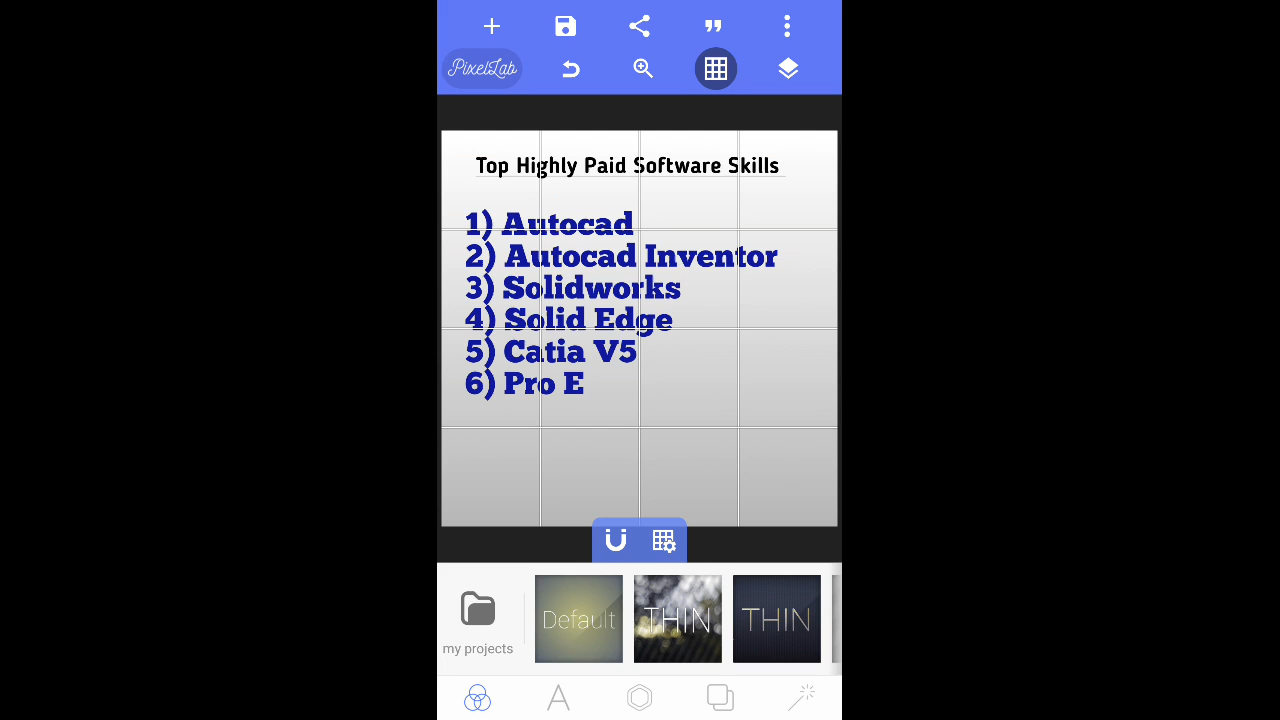 PixelLab
Top Highly Paid Software Skills
1) Autocad
2) Autocad Inventor
3) Solidworks
4) Solid Edge
5) Catia V5
6) Pro E
my projects
Default
THIN
THIN